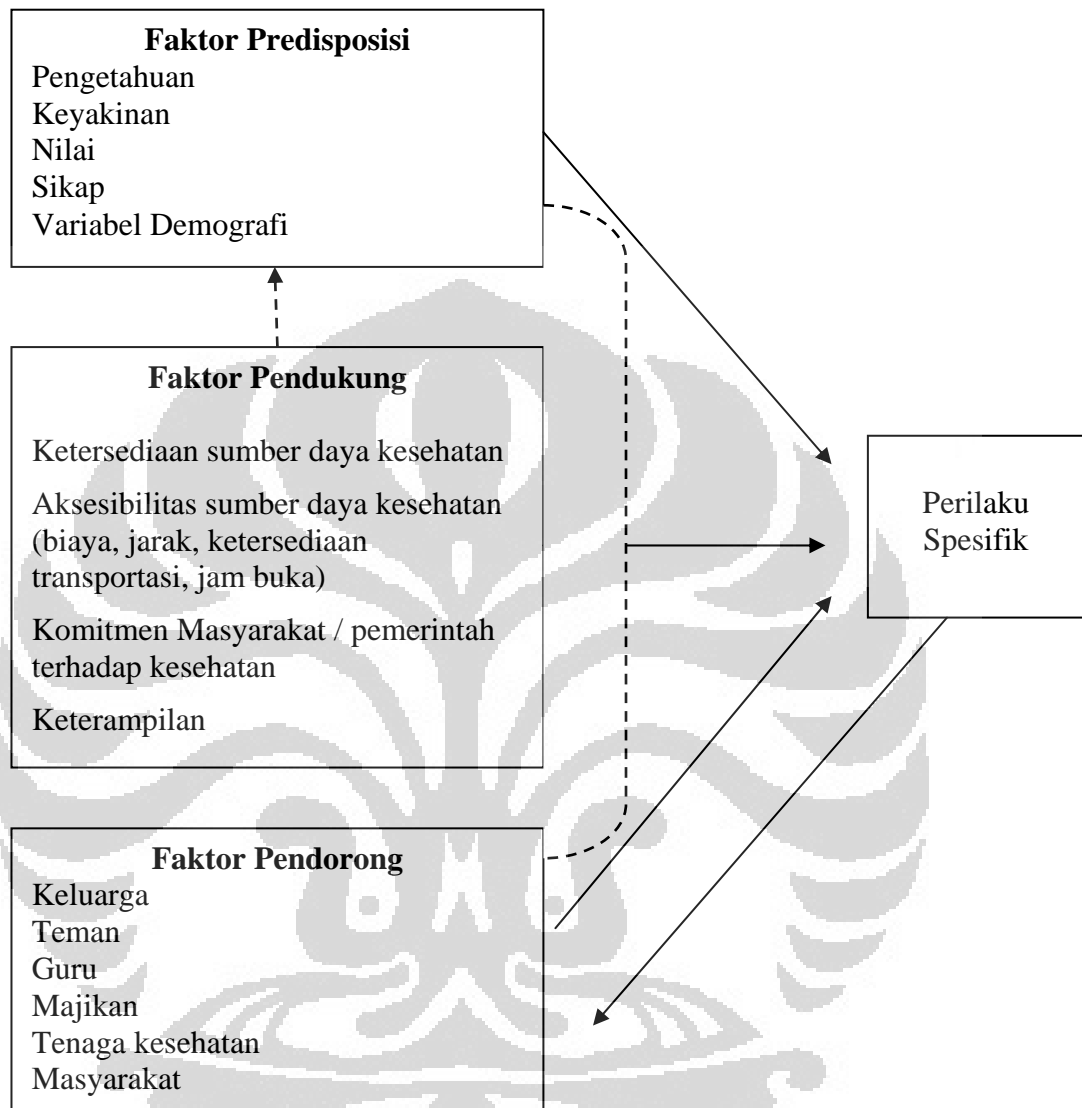 Faktor Predisposisi
Pengetahuan
Keyakinan
Nilai
Sikap
Variabel Demografi
Faktor Pendukung
Ketersediaan sumber daya kesehatan
Aksesibilitas sumber daya kesehatan
(biaya, jarak, ketersediaan
transportasi, jam buka)
Komitmen Masyarakat / pemerintah
terhadap kesehatan
Keterampilan
Perilaku
Spesifik
Faktor Pendorong
Keluarga
Teman
Guru
Majikan
Tenaga kesehatan
Masyarakat